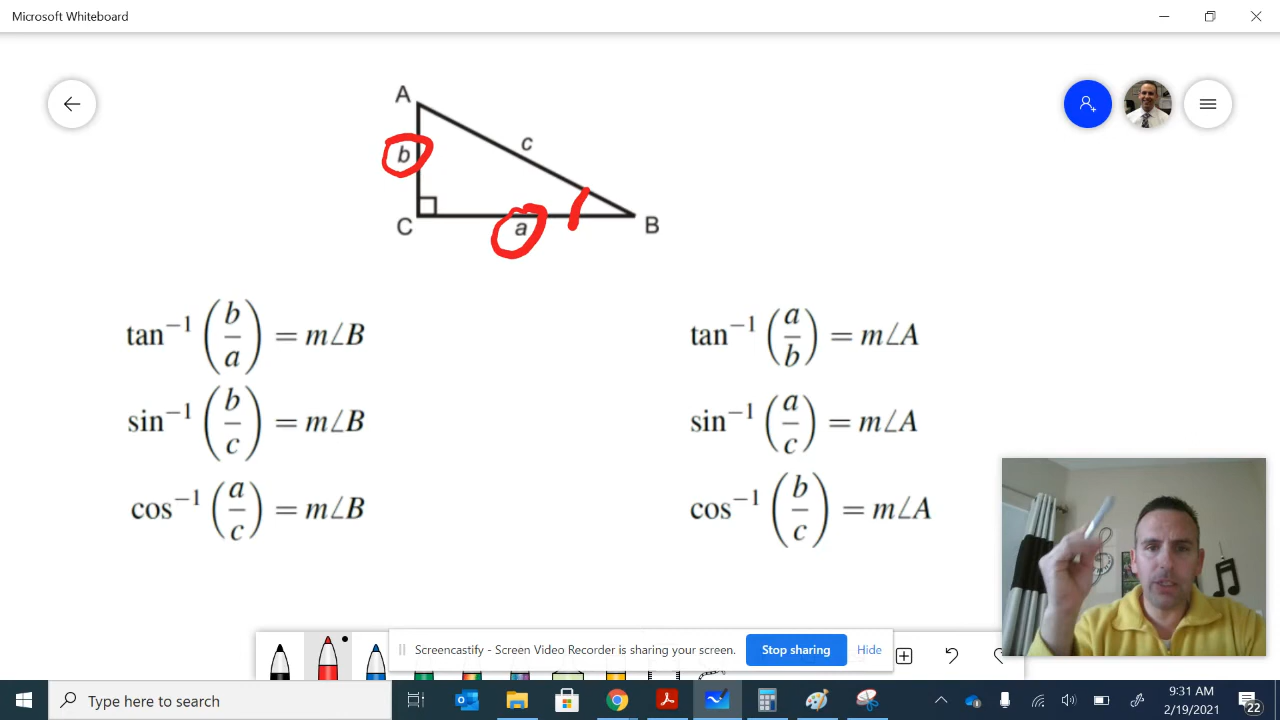 Microsoft Whiteboard
A
b
c
C
a
B
tan⁻¹ (b/a) = m∠B
tan⁻¹ (a/b) = m∠A
sin⁻¹ (b/c) = m∠B
sin⁻¹ (a/c) = m∠A
cos⁻¹ (a/c) = m∠B
cos⁻¹ (b/c) = m∠A
Screencastify - Screen Video Recorder is sharing your screen.
Stop sharing
Hide
Type here to search
9:31 AM
2/19/2021
22